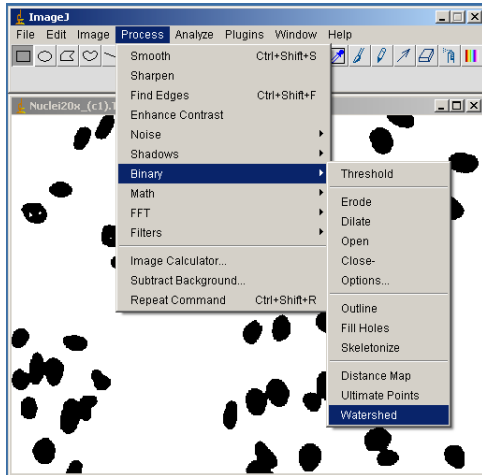 ImageJ
File Edit Image Process Analyze Plugins Window Help
Smooth Ctrl+Shift+S
Sharpen
Find Edges Ctrl+Shift+F
Enhance Contrast
Noise
Shadows
Binary
Math
FFT
Filters
Image Calculator...
Subtract Background...
Repeat Command Ctrl+Shift+R
Nuclei20x_(c1).T
Threshold
Erode
Dilate
Open
Close-
Options...
Outline
Fill Holes
Skeletonize
Distance Map
Ultimate Points
Watershed